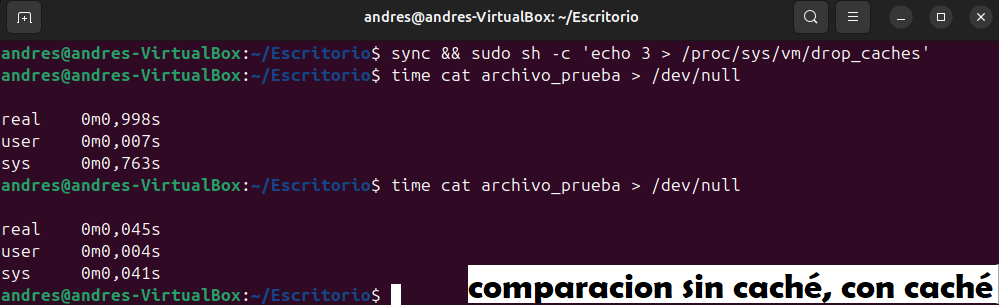 andres@andres-VirtualBox: ~/Escritorio
andres@andres-VirtualBox:~/Escritorio$ sync && sudo sh -c 'echo 3 > /proc/sys/vm/drop_caches'
andres@andres-VirtualBox:~/Escritorio$ time cat archivo_prueba > /dev/null

real    0m0,998s
user    0m0,007s
sys     0m0,763s
andres@andres-VirtualBox:~/Escritorio$ time cat archivo_prueba > /dev/null

real    0m0,045s
user    0m0,004s
sys     0m0,041s
andres@andres-VirtualBox:~/Escritorio$
comparacion sin caché, con caché